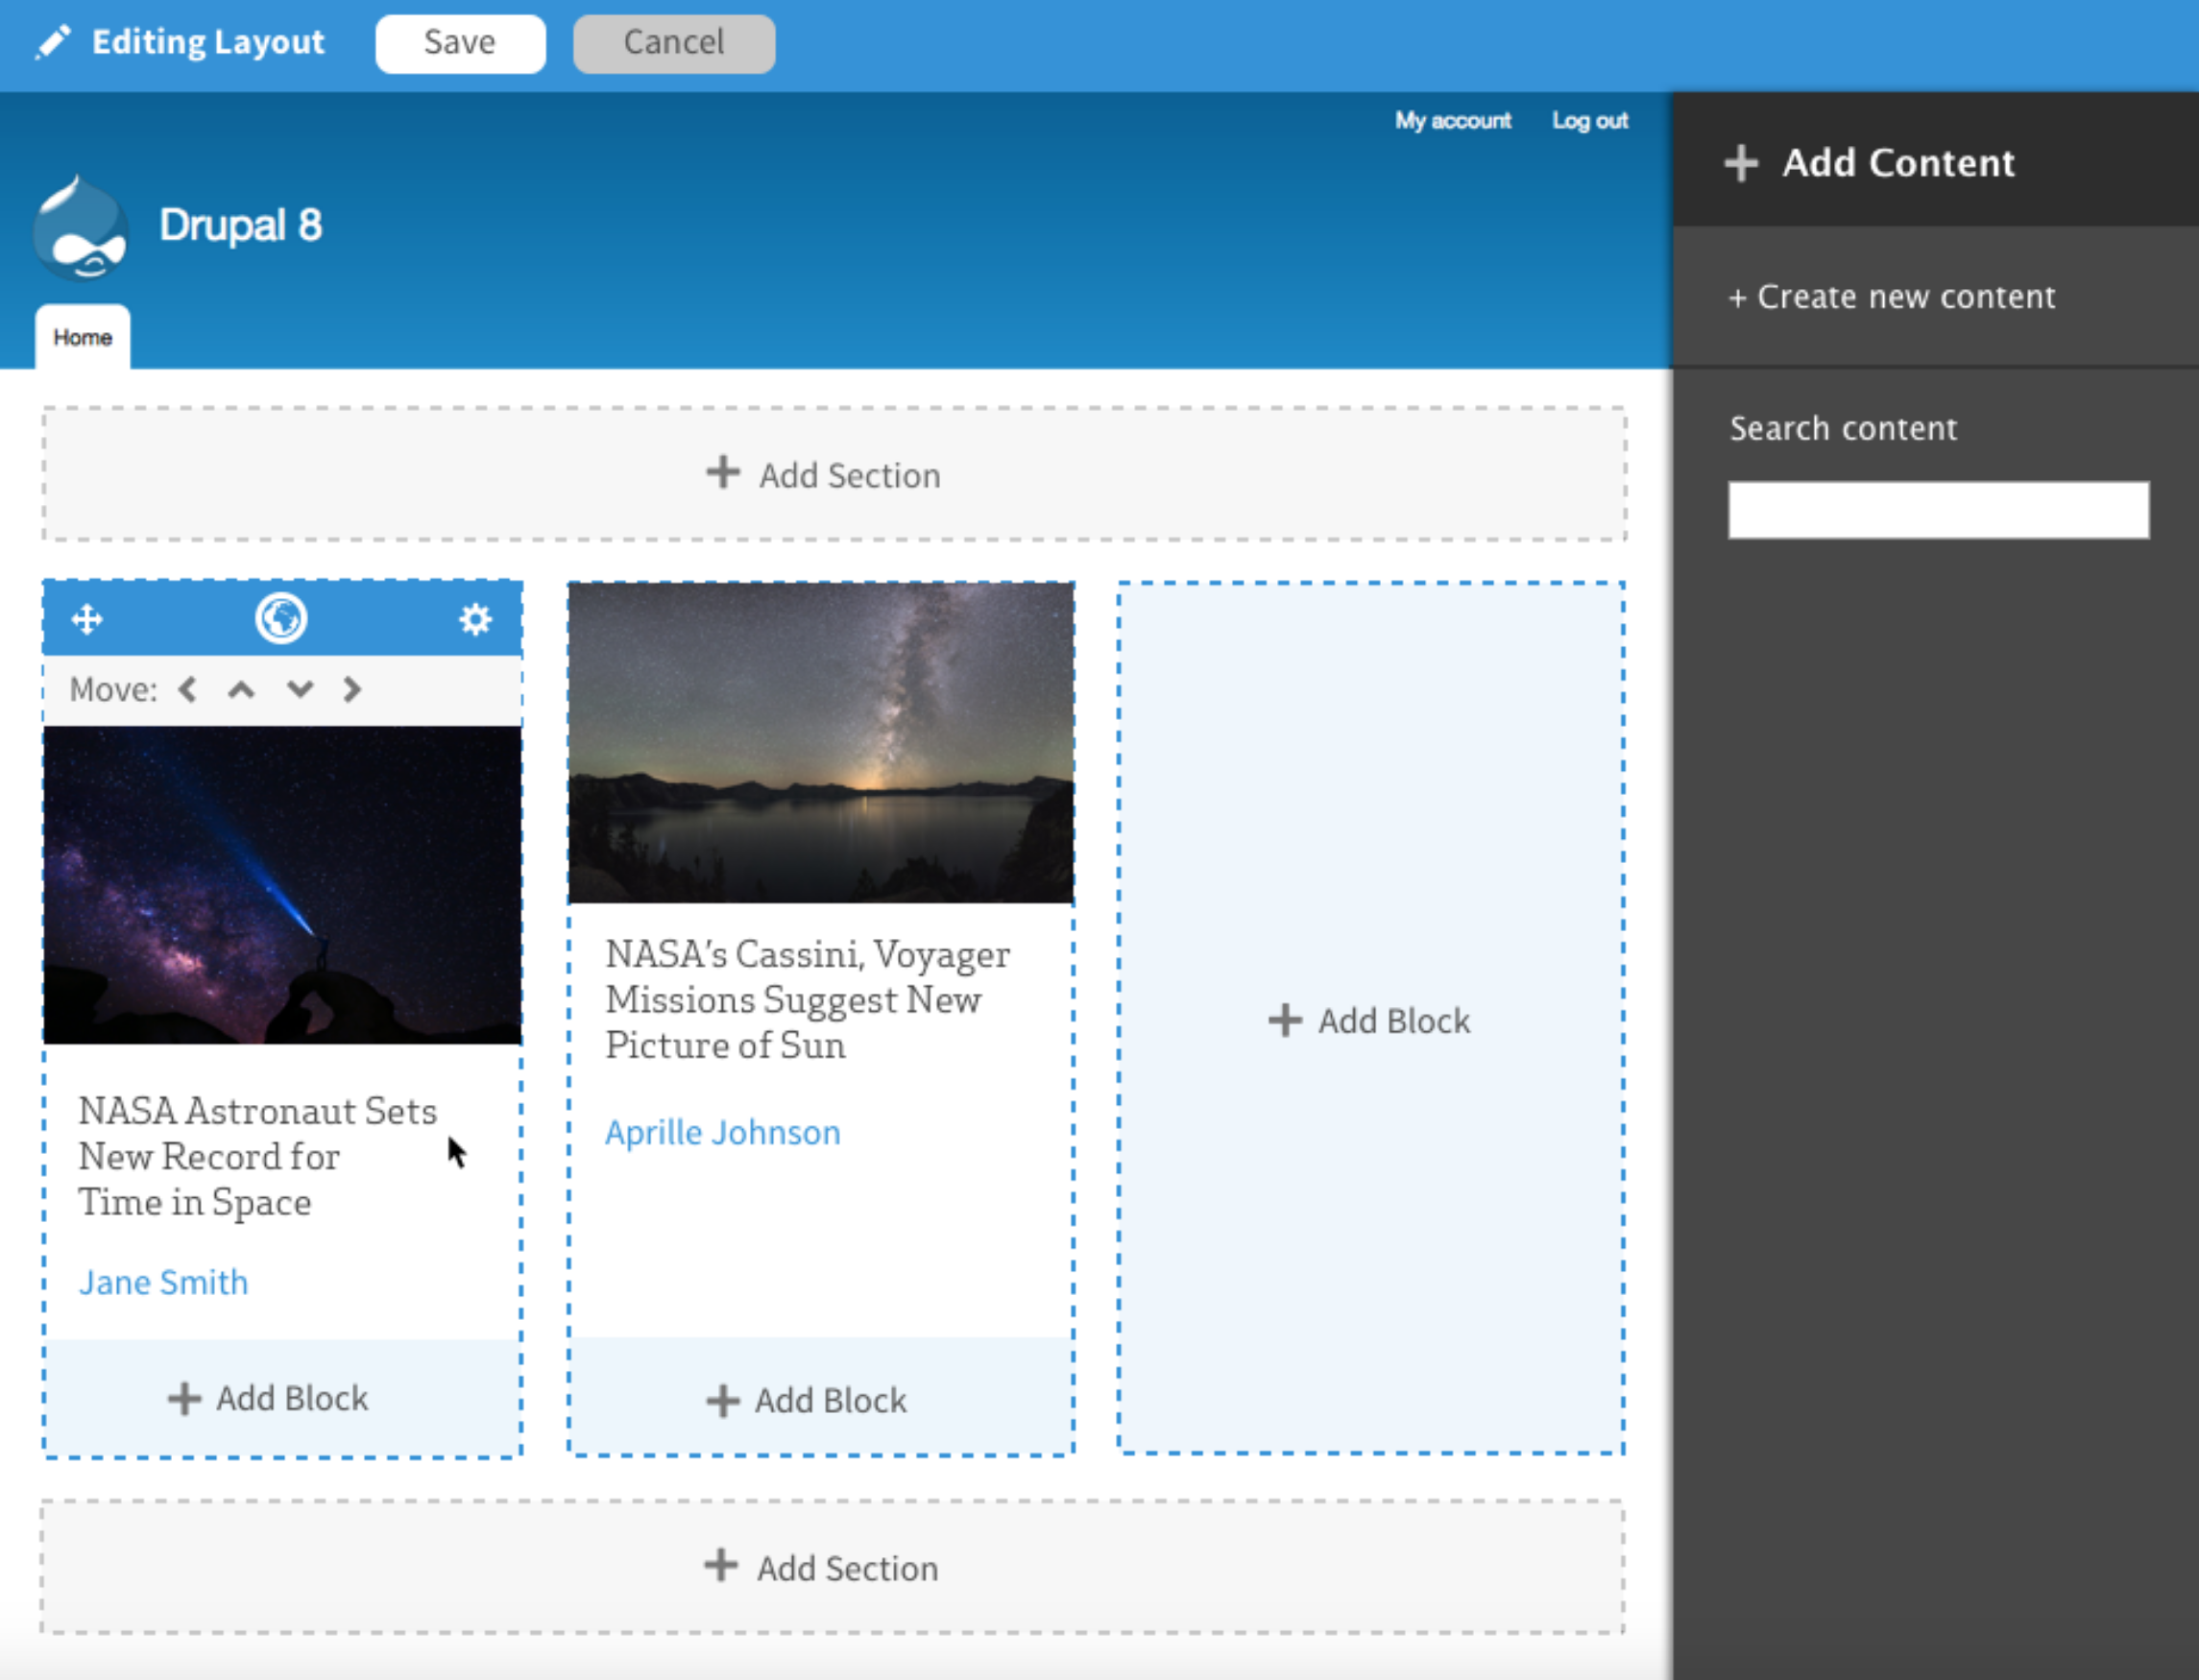 Editing Layout
Save
Cancel
My account
Log out
Drupal 8
Home
+ Add Content
+ Create new content
Search content
+ Add Section
Move:
NASA Astronaut Sets
New Record for
Time in Space
Jane Smith
+ Add Block
NASA's Cassini, Voyager
Missions Suggest New
Picture of Sun
Aprille Johnson
+ Add Block
+ Add Block
+ Add Section